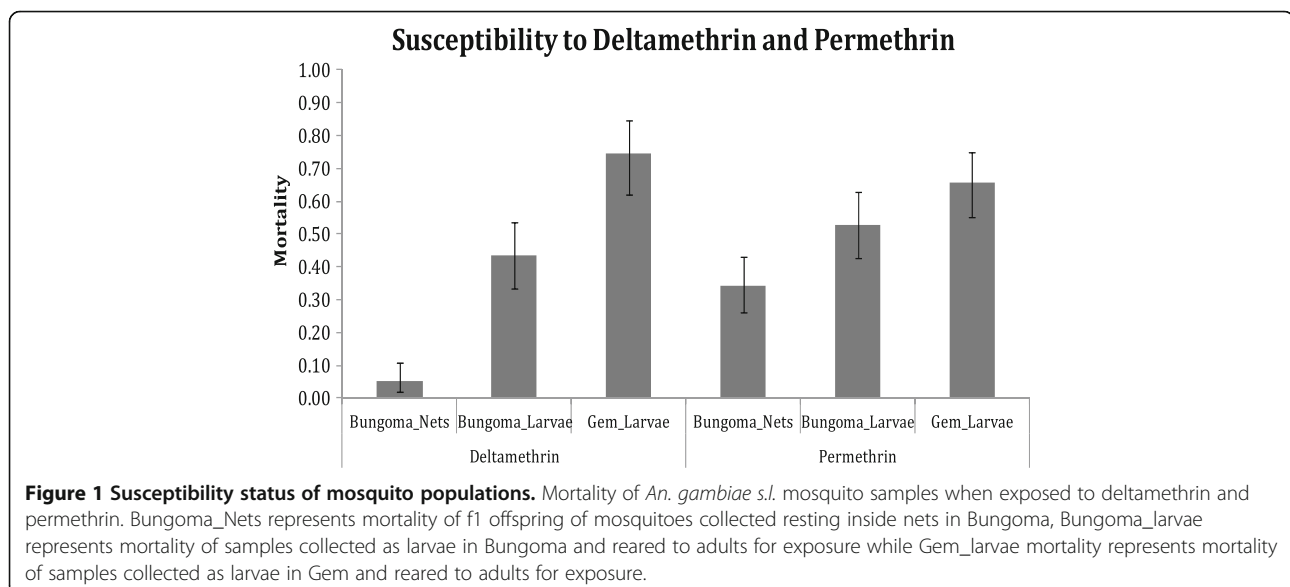 Susceptibility to Deltamethrin and Permethrin
1.00
0.90
0.80
0.70
0.60
0.50
0.40
0.30
0.20
0.10
0.00
Mortality
Bungoma_Nets Bungoma_Larvae Gem_Larvae Bungoma_Nets Bungoma_Larvae Gem_Larvae
Deltamethrin Permethrin
Figure 1 Susceptibility status of mosquito populations. Mortality of An. gambiae s.l. mosquito samples when exposed to deltamethrin and
permethrin. Bungoma_Nets represents mortality of f1 offspring of mosquitoes collected resting inside nets in Bungoma, Bungoma_larvae
represents mortality of samples collected as larvae in Bungoma and reared to adults for exposure while Gem_larvae mortality represents mortality
of samples collected as larvae in Gem and reared to adults for exposure.